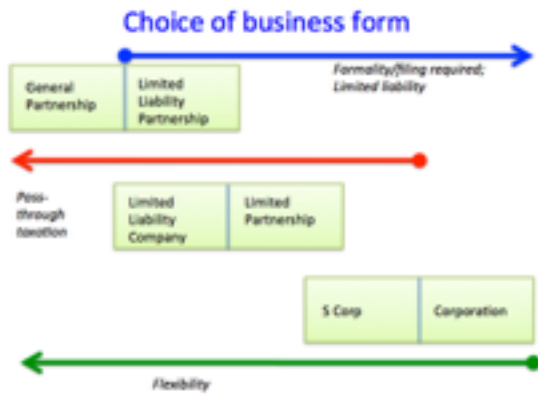 Choice of business form
Formality/filing required;
Limited liability
General
Partnership
Limited
Liability
Partnership
Pass-
through
taxation
Limited
Liability
Company
Limited
Partnership
S Corp
Corporation
Flexibility